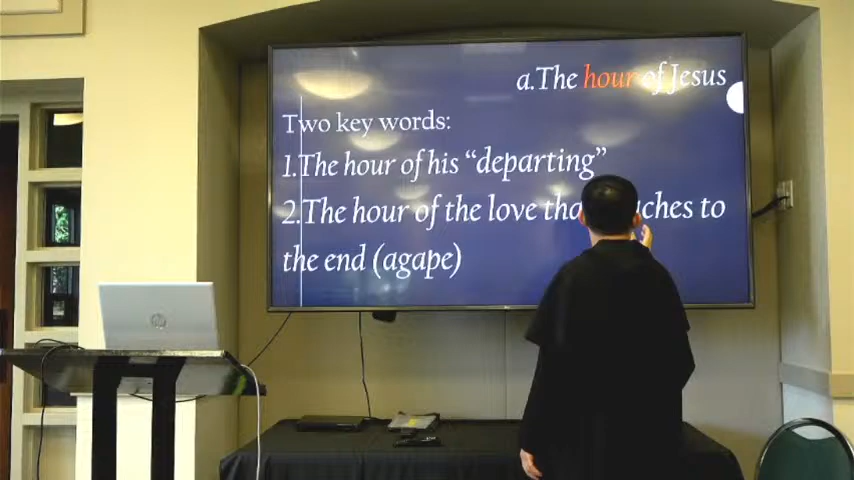 a.The hour of Jesus
Two key words:
1.The hour of his “departing”
2.The hour of the love to
the end (agape)
hp